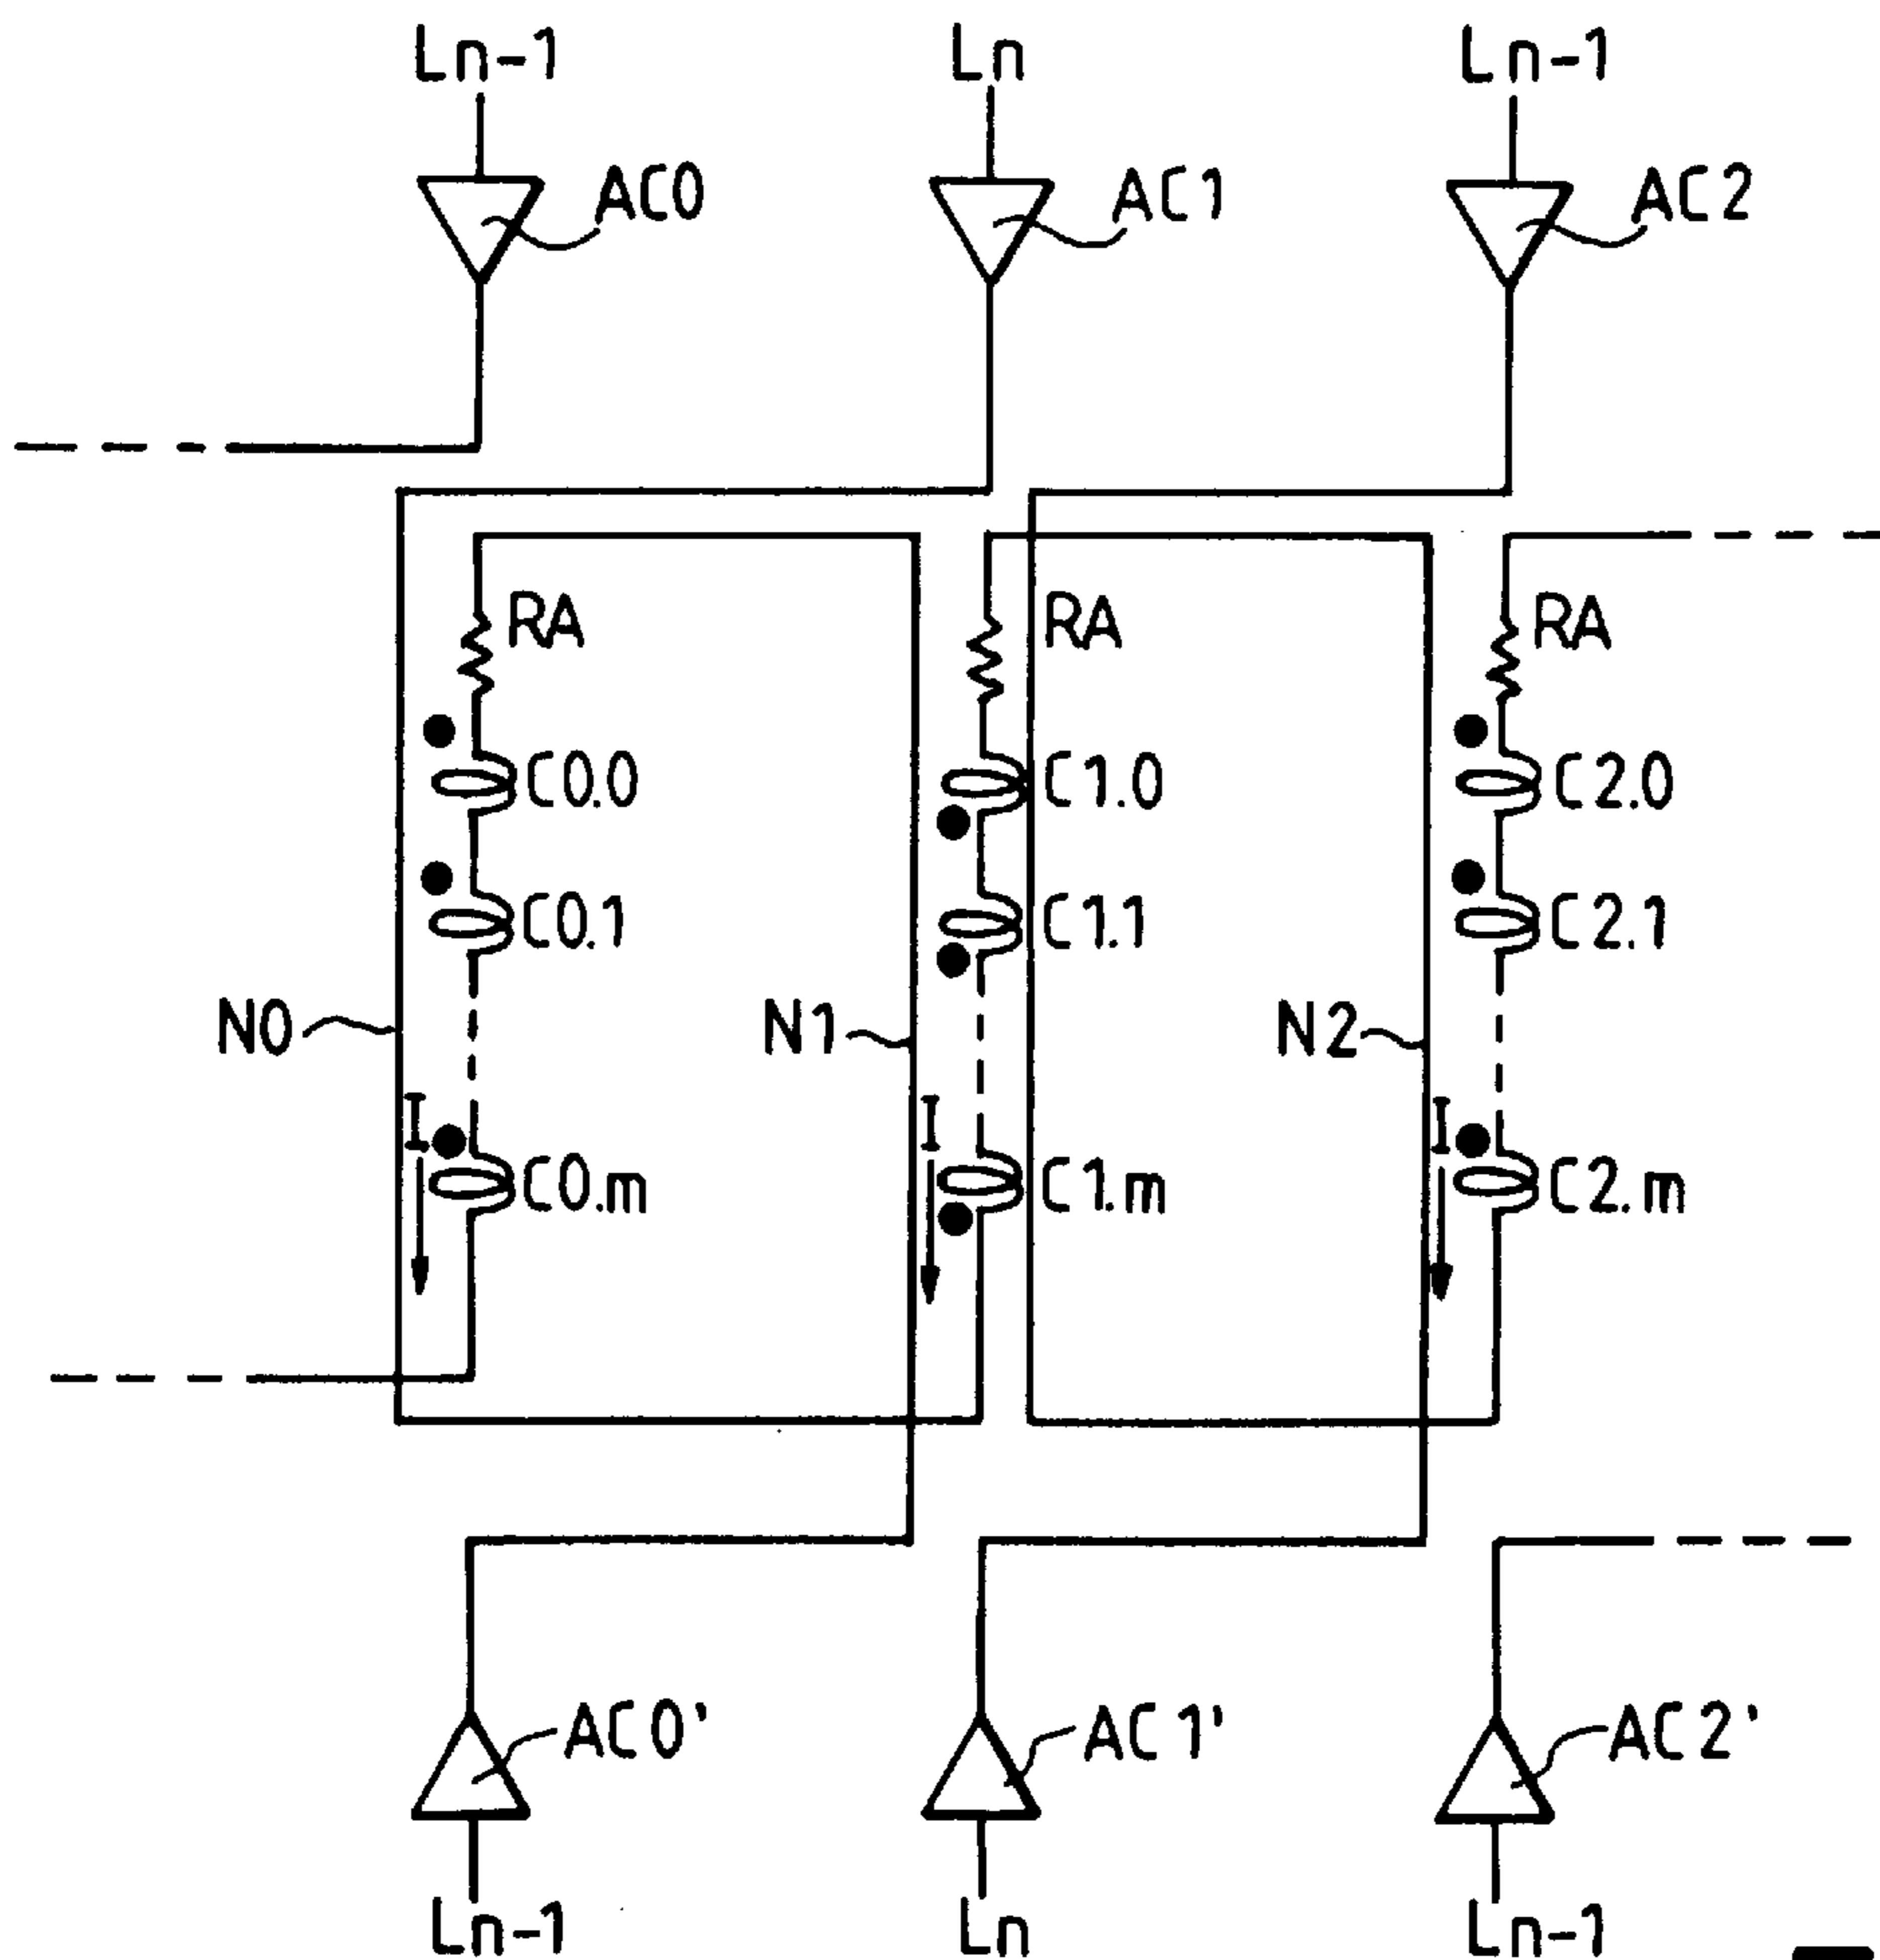 Ln-1 Ln Ln-1
AC0 AC1 AC2
RA RA RA
C0.0 C1.0 C2.0
C0.1 C1.1 C2.1
N0 N1 N2
I I I
C0.m C1.m C2.m
AC0' AC1' AC2'
Ln-1 Ln Ln-1